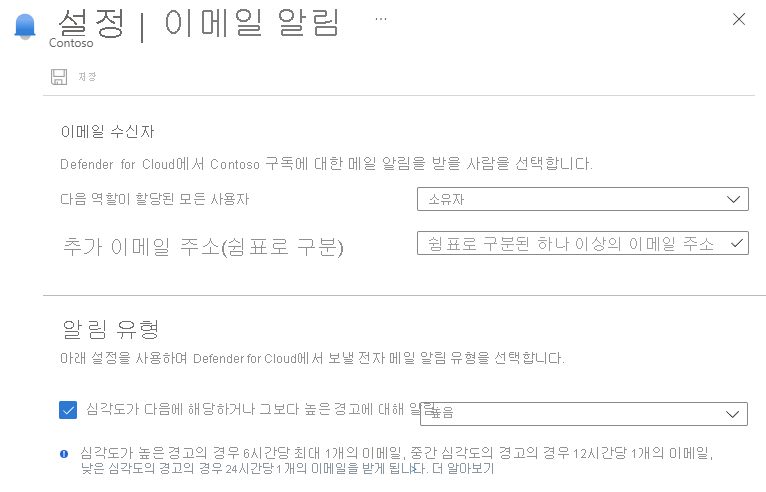 설정 | 이메일 알림 ...
Contoso
저장
이메일 수신자
Defender for Cloud에서 Contoso 구독에 대한 메일 알림을 받을 사람을 선택합니다.
다음 역할이 할당된 모든 사용자 소유자
추가 이메일 주소(쉼표로 구분) 쉼표로 구분된 하나 이상의 이메일 주소
알림 유형
아래 설정을 사용하여 Defender for Cloud에서 보낼 전자 메일 알림 유형을 선택합니다.
심각도가 다음에 해당하거나 그보다 높은 경고에 대해 알림 높음
심각도가 높은 경고의 경우 6시간당 최대 1개의 이메일, 중간 심각도의 경고의 경우 12시간당 1개의 이메일,
낮은 심각도의 경고의 경우 24시간당 1개의 이메일을 받게 됩니다. 더 알아보기